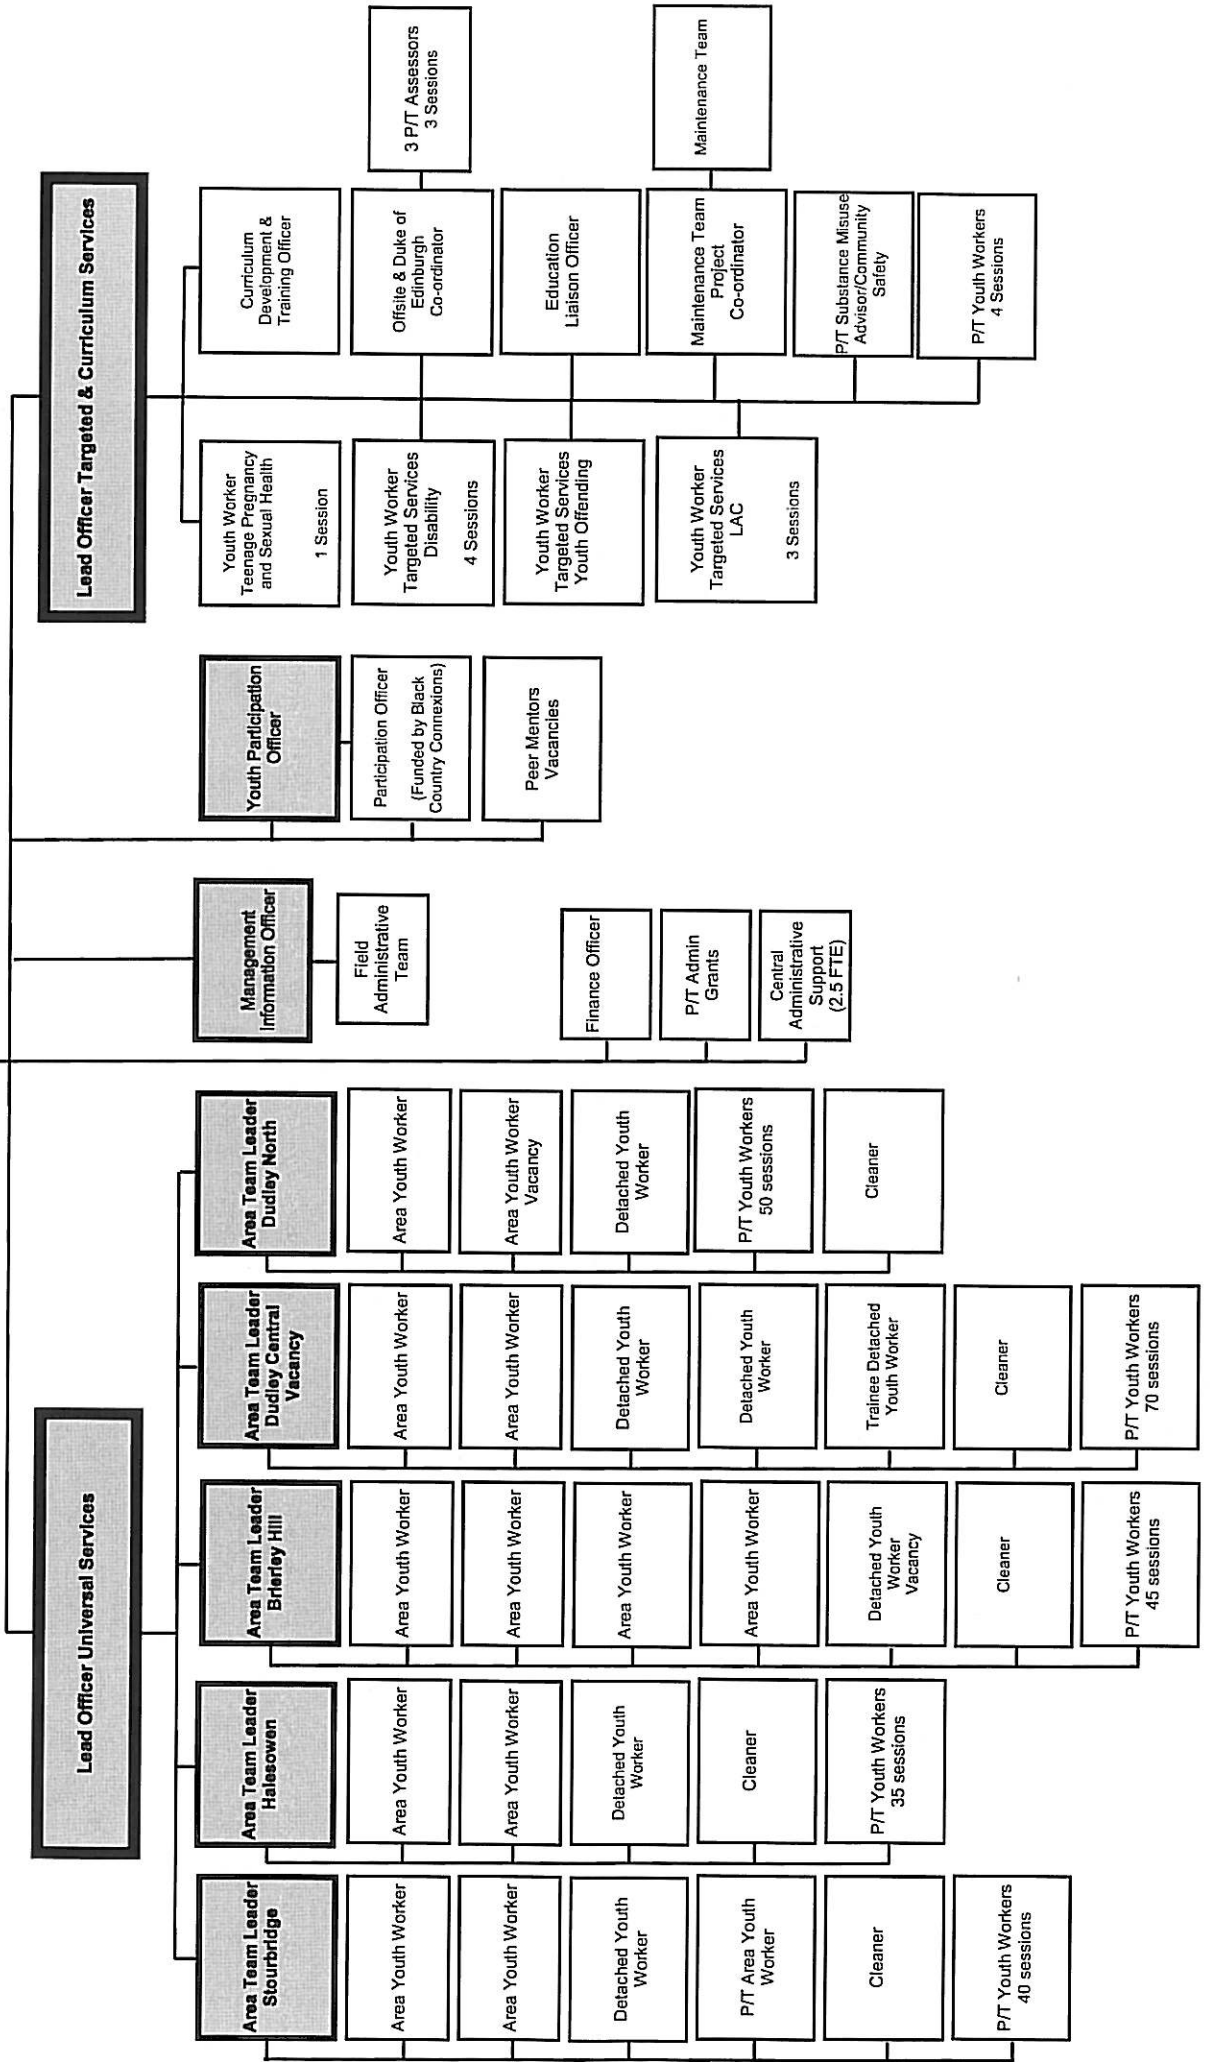 Lead Officer Universal Services
Area Team Leader
Stourbridge
Area Youth Worker
Area Youth Worker
Detached Youth
Worker
P/T Area Youth
Worker
Cleaner
P/T Youth Workers
40 sessions
Area Team Leader
Halesowen
Area Youth Worker
Area Youth Worker
Detached Youth
Worker
Cleaner
P/T Youth Workers
35 sessions
Area Team Leader
Brierley Hill
Area Youth Worker
Area Youth Worker
Area Youth Worker
Area Youth Worker
Detached Youth
Worker
Vacancy
Cleaner
P/T Youth Workers
45 sessions
Area Team Leader
Dudley Central
Vacancy
Area Youth Worker
Area Youth Worker
Detached Youth
Worker
Detached Youth
Worker
Trainee Detached
Youth Worker
Cleaner
P/T Youth Workers
70 sessions
Area Team Leader
Dudley North
Area Youth Worker
Area Youth Worker
Vacancy
Detached Youth
Worker
P/T Youth Workers
50 sessions
Cleaner
Management
Information Officer
Field
Administrative
Team
Finance Officer
P/T Admin
Grants
Central
Administrative
Support
(2.5 FTE)
Youth Participation
Officer
Participation Officer
(Funded by Black
Country Connexions)
Peer Mentors
Vacancies
Lead Officer Targeted & Curriculum Services
Youth Worker
Teenage Pregnancy
and Sexual Health
1 Session
Youth Worker
Targeted Services
Disability
4 Sessions
Youth Worker
Targeted Services
Youth Offending
Youth Worker
Targeted Services
LAC
3 Sessions
Curriculum
Development &
Training Officer
Offsite & Duke of
Edinburgh
Co-ordinator
Education
Liaison Officer
Maintenance Team
Project
Co-ordinator
P/T Substance Misuse
Advisor/Community
Safety
P/T Youth Workers
4 Sessions
3 P/T Assessors
3 Sessions
Maintenance Team